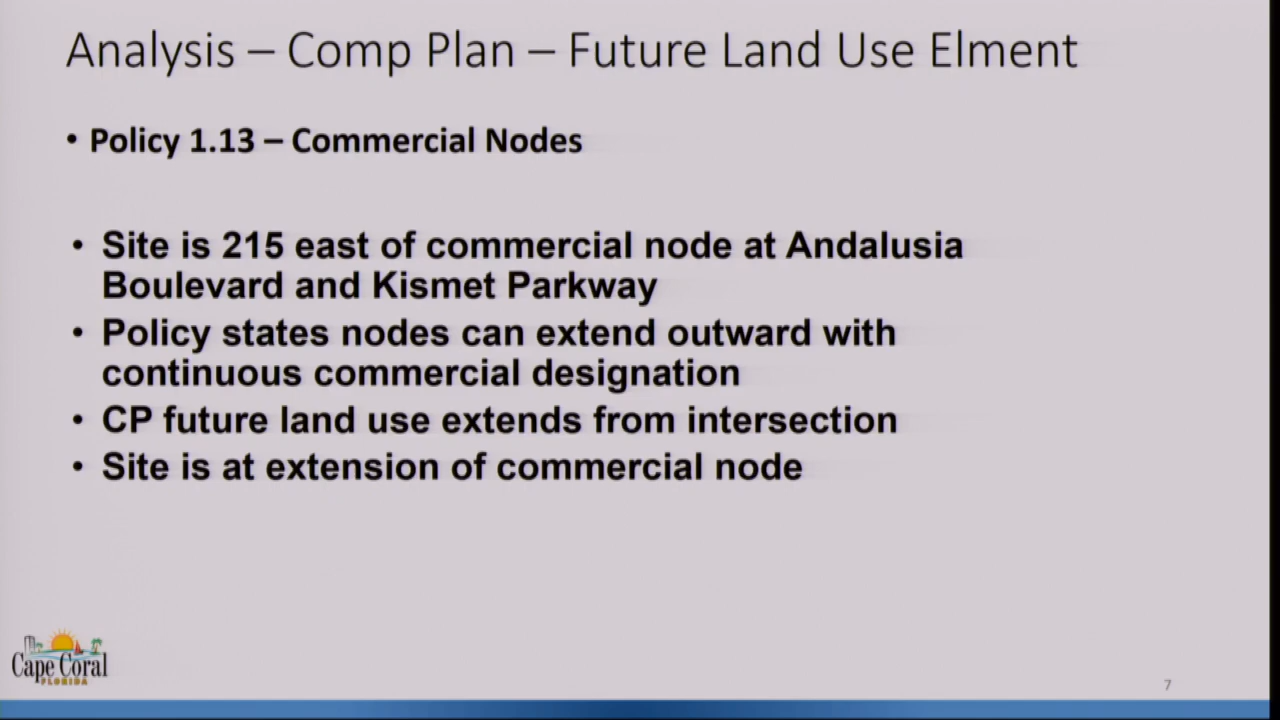 Analysis – Comp Plan – Future Land Use Elment
• Policy 1.13 – Commercial Nodes
• Site is 215 east of commercial node at Andalusia
Boulevard and Kismet Parkway
• Policy states nodes can extend outward with
continuous commercial designation
• CP future land use extends from intersection
• Site is at extension of commercial node
Cape Coral
FLORIDA
7